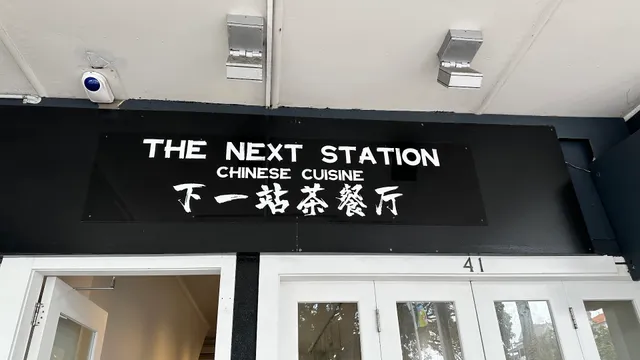 THE NEXT STATION
CHINESE CUISINE
下一站茶餐厅
41